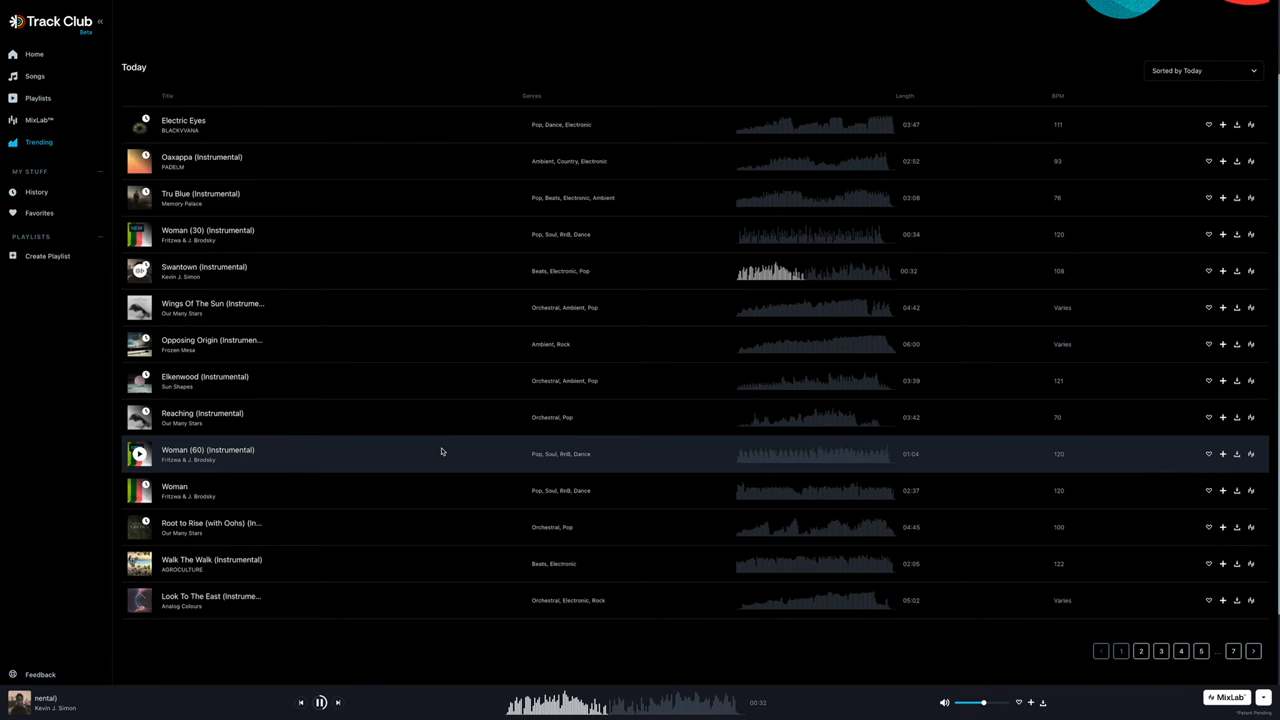 Track Club
Beta
Home
Songs
Playlists
MixLab™
Trending
MY STUFF
History
Favorites
PLAYLISTS
Create Playlist
Feedback
Today
Sorted by Today
Title Genres Length BPM
Electric Eyes
BLACKVVANA
Pop, Dance, Electronic 03:47 111
Oaxappa (Instrumental)
PADELM
Ambient, Country, Electronic 02:52 93
Tru Blue (Instrumental)
Memory Palace
Pop, Beats, Electronic, Ambient 03:08 76
NEW
Woman (30) (Instrumental)
Fritzwa & J. Brodsky
Pop, Soul, RnB, Dance 00:34 120
Swantown (Instrumental)
Kevin J. Simon
Beats, Electronic, Pop 00:32 108
Wings Of The Sun (Instrume...
Our Many Stars
Orchestral, Ambient, Pop 04:42 Varies
Opposing Origin (Instrumen...
Frozen Mesa
Ambient, Rock 06:00 Varies
Elkenwood (Instrumental)
Sun Shapes
Orchestral, Ambient, Pop 03:39 121
Reaching (Instrumental)
Our Many Stars
Orchestral, Pop 03:42 70
Woman (60) (Instrumental)
Fritzwa & J. Brodsky
Pop, Soul, RnB, Dance 01:04 120
Woman
Fritzwa & J. Brodsky
Pop, Soul, RnB, Dance 02:37 120
Root to Rise (with Oohs) (In...
Our Many Stars
Orchestral, Pop 04:45 100
Walk The Walk (Instrumental)
AGROCULTURE
Beats, Electronic 02:05 122
Look To The East (Instrume...
Analog Colours
Orchestral, Electronic, Rock 05:02 Varies
1 2 3 4 5 ... 7
nental)
Kevin J. Simon
00:32
MixLab™
*Patent Pending